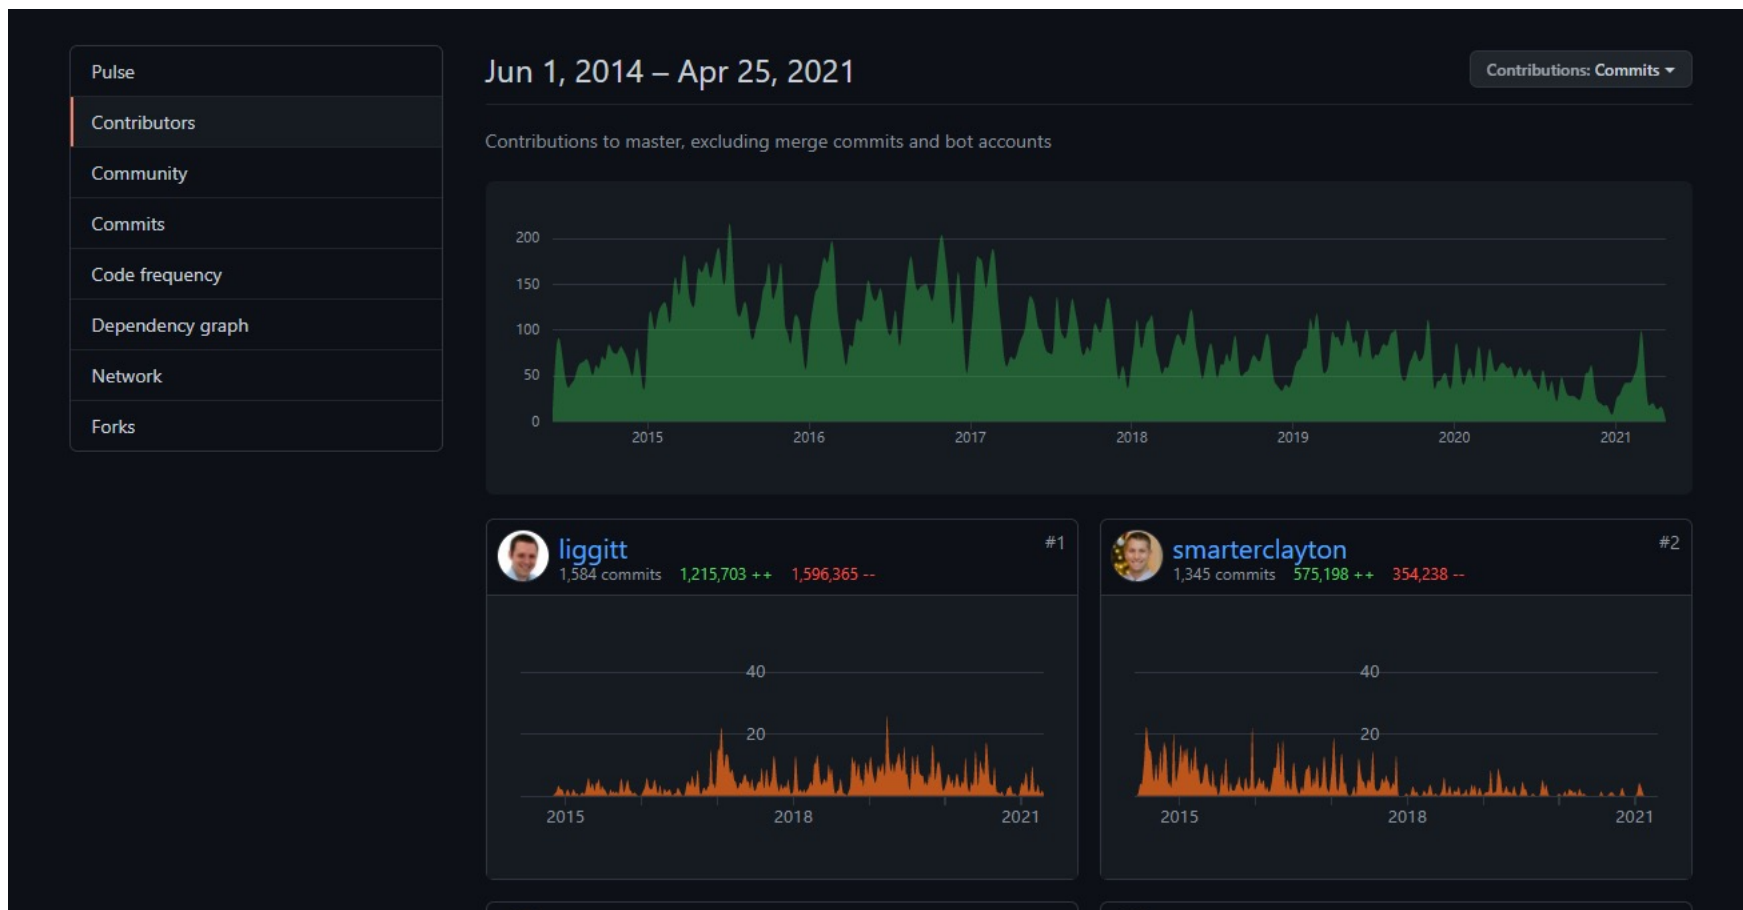 Pulse
Contributors
Community
Commits
Code frequency
Dependency graph
Network
Forks
Jun 1, 2014 – Apr 25, 2021
Contributions: Commits
Contributions to master, excluding merge commits and bot accounts
200
150
100
50
0
2015 2016 2017 2018 2019 2020 2021
liggitt
#1
1,584 commits 1,215,703 ++ 1,596,365 --
40
20
2015 2018 2021
smarterclayton
#2
1,345 commits 575,198 ++ 354,238 --
40
20
2015 2018 2021